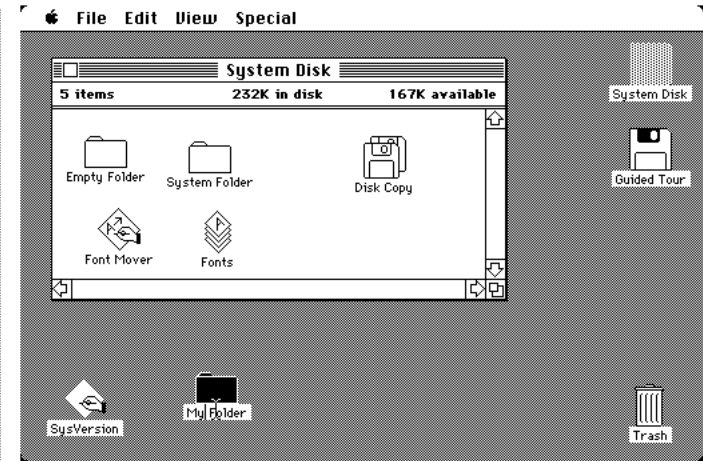 File Edit View Special
System Disk
5 items 232K in disk 167K available
Empty Folder
System Folder
Disk Copy
Font Mover
Fonts
System Disk
Guided Tour
SysVersion
My Folder
Trash